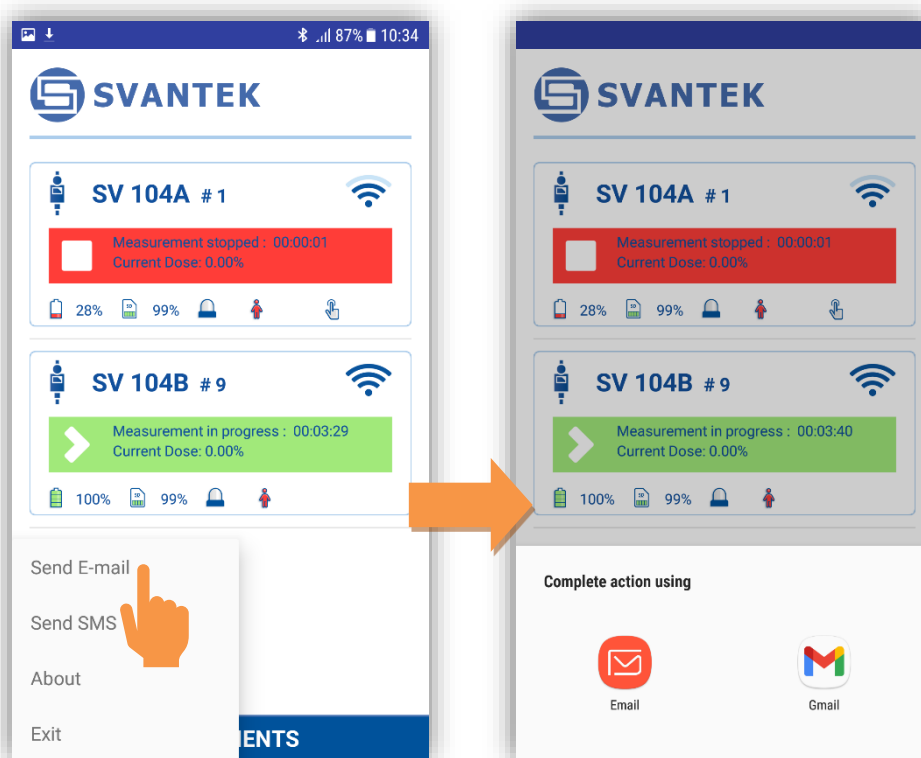 87% 10:34
SVANTEK
SV 104A # 1
Measurement stopped : 00:00:01
Current Dose: 0.00%
28% 99%
SV 104B # 9
Measurement in progress : 00:03:29
Current Dose: 0.00%
100% 99%
Send E-mail
Send SMS
About
Exit
ENTS
SVANTEK
SV 104A # 1
Measurement stopped : 00:00:01
Current Dose: 0.00%
28% 99%
SV 104B # 9
Measurement in progress : 00:03:40
Current Dose: 0.00%
100% 99%
Complete action using
Email
Gmail